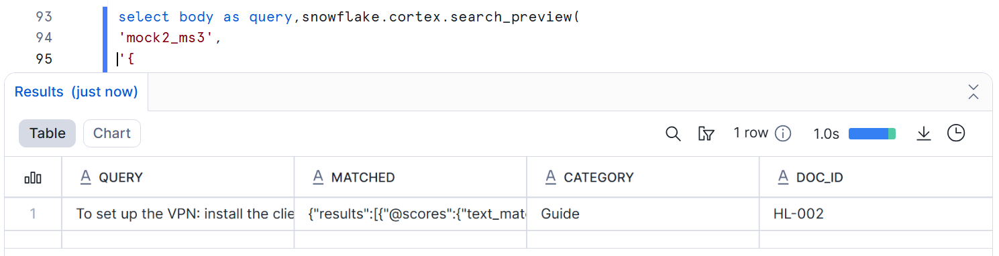 93 select body as query,snowflake.cortex.search_preview(
94 'mock2_ms3',
95 '{
Results (just now)
Table Chart 1 row 1.0s
A QUERY A MATCHED A CATEGORY A DOC_ID
1 To set up the VPN: install the clie {"results":[{"@scores":{"text_mat Guide HL-002